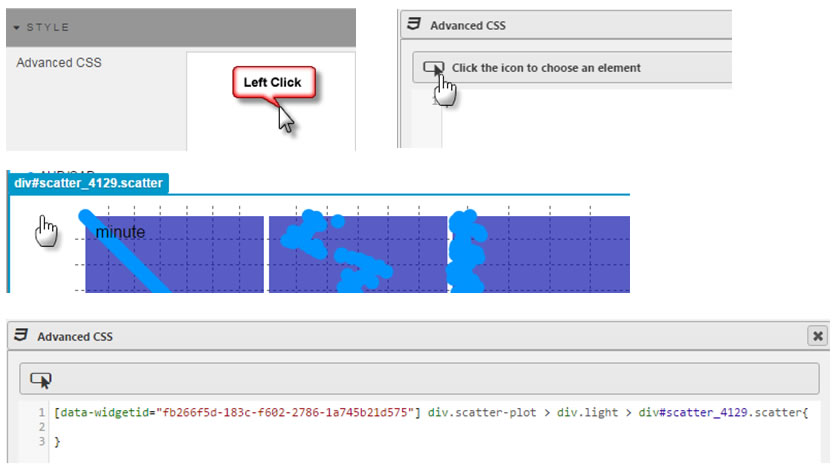 STYLE
Advanced CSS
Left Click
Advanced CSS
Click the icon to choose an element
1
div#scatter_4129.scatter
minute
Advanced CSS
1 [data-widgetid="fb266f5d-183c-f602-2786-1a745b21d575"] div.scatter-plot > div.light > div#scatter_4129.scatter{
2
3 }